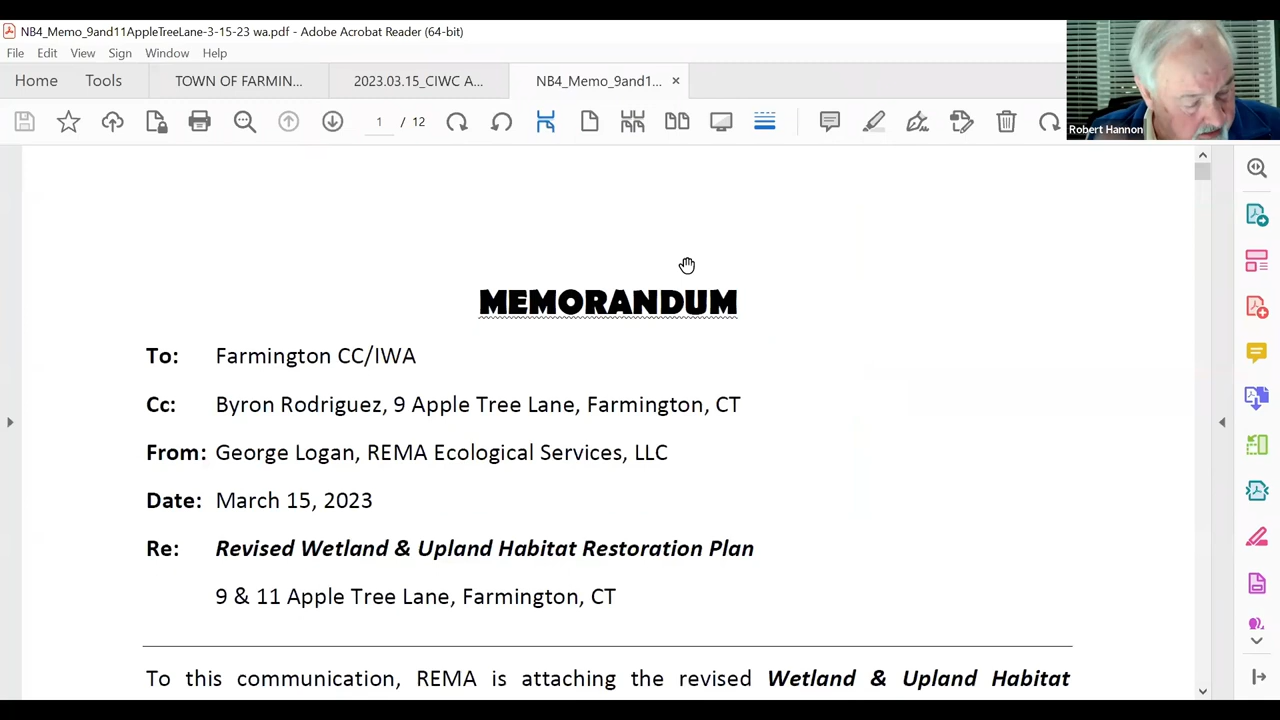 NB4_Memo_9and11AppleTreeLane-3-15-23 wa.pdf - Adobe Acrobat Reader (64-bit)
File Edit View Sign Window Help
Home Tools TOWN OF FARMIN... 2023.03.15_CIWC A... NB4_Memo_9and1... ×
1 / 12
Robert Hannon
MEMORANDUM
To: Farmington CC/IWA
Cc: Byron Rodriguez, 9 Apple Tree Lane, Farmington, CT
From: George Logan, REMA Ecological Services, LLC
Date: March 15, 2023
Re: Revised Wetland & Upland Habitat Restoration Plan
9 & 11 Apple Tree Lane, Farmington, CT
To this communication, REMA is attaching the revised Wetland & Upland Habitat